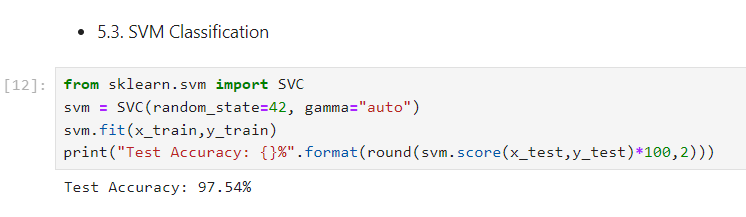 • 5.3. SVM Classification
[12]: from sklearn.svm import SVC
svm = SVC(random_state=42, gamma="auto")
svm.fit(x_train,y_train)
print("Test Accuracy: {}%".format(round(svm.score(x_test,y_test)*100,2)))
Test Accuracy: 97.54%